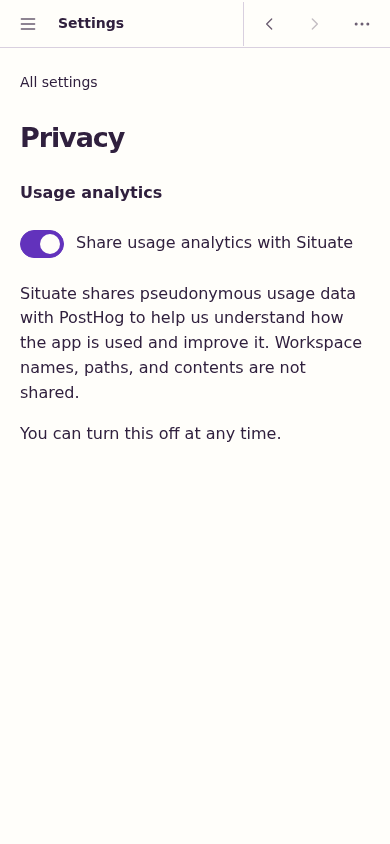 Settings
All settings
Privacy
Usage analytics
Share usage analytics with Situate
Situate shares pseudonymous usage data
with PostHog to help us understand how
the app is used and improve it. Workspace
names, paths, and contents are not
shared.
You can turn this off at any time.